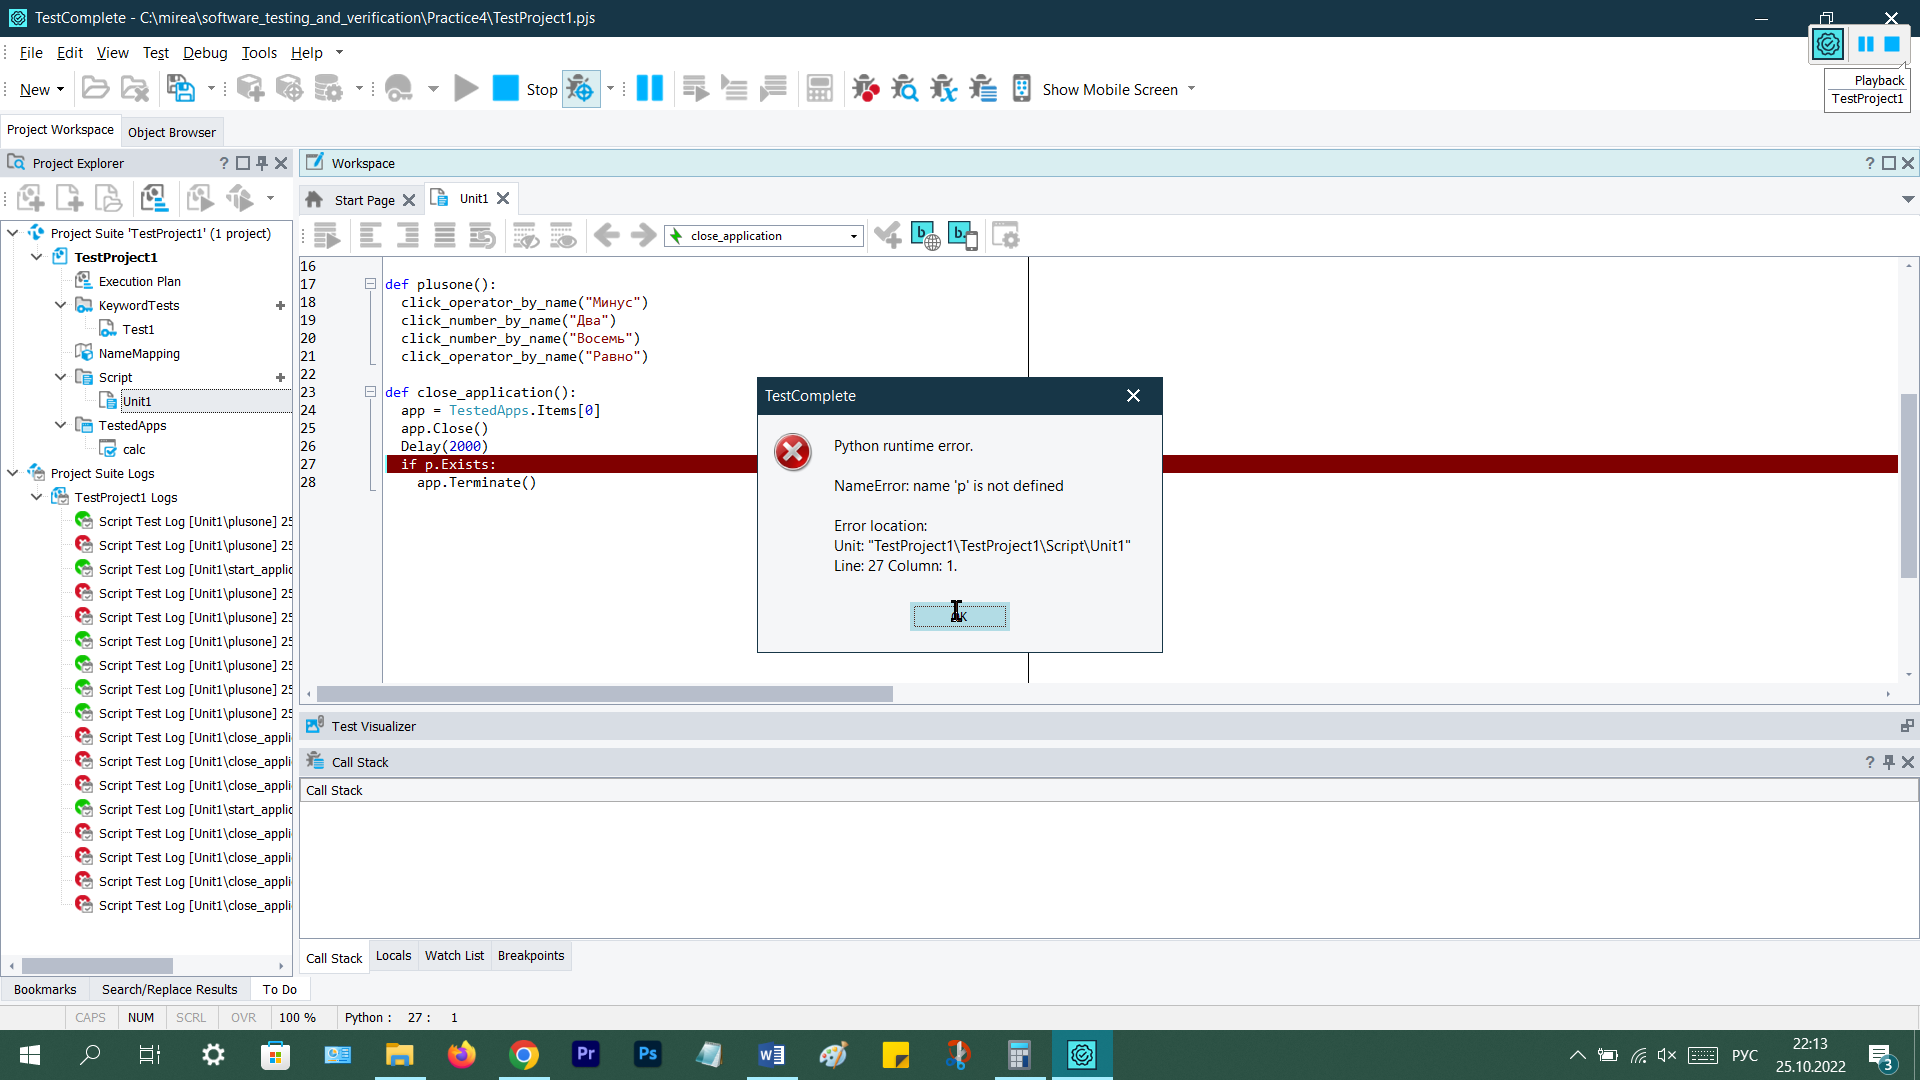 TestComplete - C:\mirea\software_testing_and_verification\Practice4\TestProject1.pjs
File Edit View Test Debug Tools Help
New Stop Show Mobile Screen
Playback
TestProject1
Project Workspace Object Browser
Project Explorer
Workspace
Start Page Unit1
close_application
Project Suite 'TestProject1' (1 project)
TestProject1
Execution Plan
KeywordTests
Test1
NameMapping
Script
Unit1
TestedApps
calc
Project Suite Logs
TestProject1 Logs
Script Test Log [Unit1\plusone] 25
Script Test Log [Unit1\plusone] 25
Script Test Log [Unit1\start_applic
Script Test Log [Unit1\plusone] 25
Script Test Log [Unit1\plusone] 25
Script Test Log [Unit1\plusone] 25
Script Test Log [Unit1\plusone] 25
Script Test Log [Unit1\plusone] 25
Script Test Log [Unit1\plusone] 25
Script Test Log [Unit1\close_appli
Script Test Log [Unit1\close_appli
Script Test Log [Unit1\close_appli
Script Test Log [Unit1\start_applic
Script Test Log [Unit1\close_appli
Script Test Log [Unit1\close_appli
Script Test Log [Unit1\close_appli
Script Test Log [Unit1\close_appli
16
17 def plusone():
18 click_operator_by_name("Минус")
19 click_number_by_name("Два")
20 click_number_by_name("Восемь")
21 click_operator_by_name("Равно")
22
23 def close_application():
24 app = TestedApps.Items[0]
25 app.Close()
26 Delay(2000)
27 if p.Exists:
28 app.Terminate()
TestComplete
Python runtime error.
NameError: name 'p' is not defined
Error location:
Unit: "TestProject1\TestProject1\Script\Unit1"
Line: 27 Column: 1.
Test Visualizer
Call Stack
Call Stack
Call Stack Locals Watch List Breakpoints
Bookmarks Search/Replace Results To Do
CAPS NUM SCRL OVR 100 % Python : 27 : 1
Pr Ps W РУС
22:13
25.10.2022
3